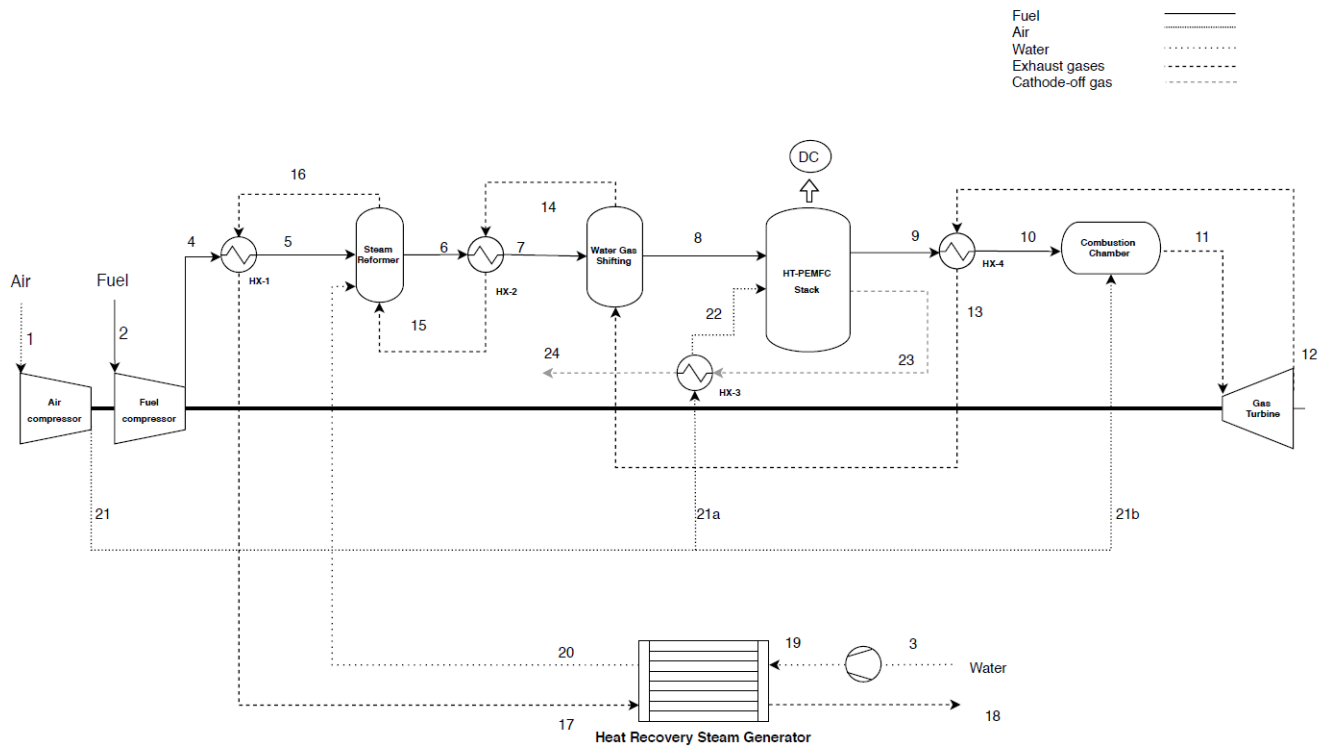 Fuel
Air
Water
Exhaust gases
Cathode-off gas
DC
16
14
4
5
Steam
Reformer
6
7
Water Gas
Shifting
8
HT-PEMFC
Stack
9
10
Combustion
Chamber
11
HX-1
HX-2
HX-4
Air
Fuel
1
2
15
22
13
24
23
12
HX-3
Air
compressor
Fuel
compressor
Gas
Turbine
21
21a
21b
20
19
3
Water
17
18
Heat Recovery Steam Generator